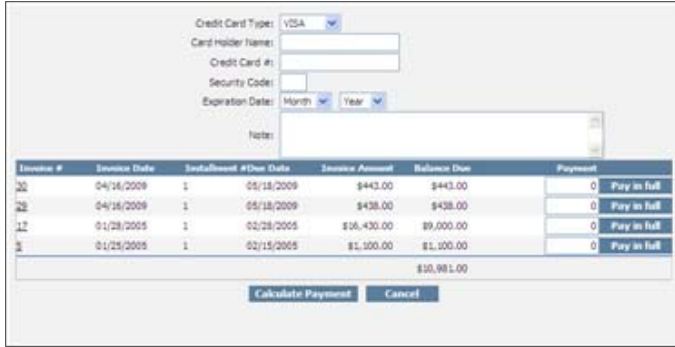 Credit Card Type: VISA
Card Holder Name:
Credit Card #:
Security Code:
Expiration Date: Month Year
Note:
Invoice # Invoice Date Installment # Due Date Invoice Amount Balance Due Payment
30 04/16/2009 1 05/18/2009 $443.00 $443.00 0 Pay in full
29 04/16/2009 1 05/18/2009 $438.00 $438.00 0 Pay in full
17 01/28/2005 1 02/28/2005 $16,430.00 $9,000.00 0 Pay in full
5 01/25/2005 1 02/15/2005 $1,100.00 $1,100.00 0 Pay in full
$10,981.00
Calculate Payment Cancel